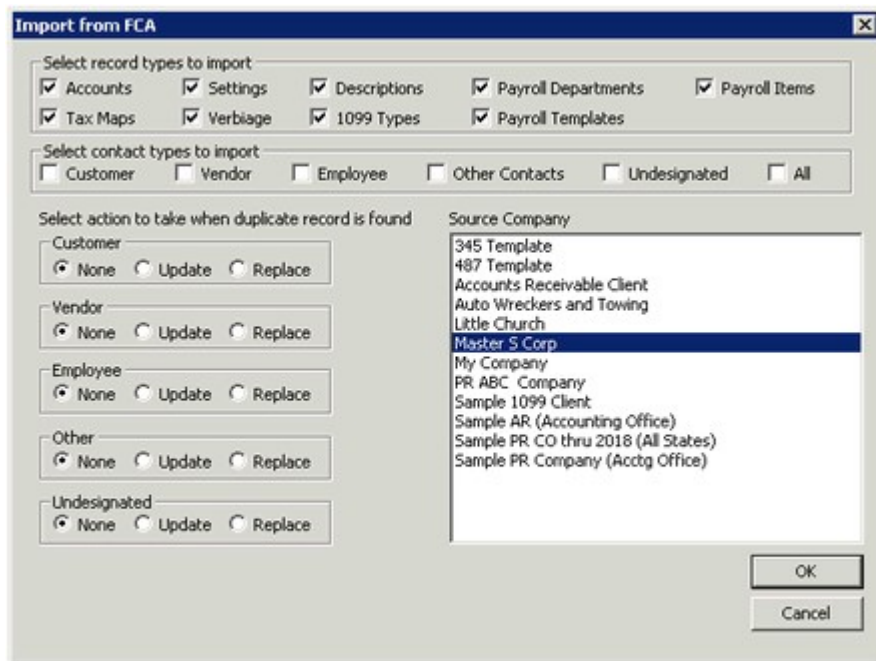 Import from FCA
Select record types to import
Accounts Settings Descriptions Payroll Departments Payroll Items
Tax Maps Verbiage 1099 Types Payroll Templates
Select contact types to import
Customer Vendor Employee Other Contacts Undesignated All
Select action to take when duplicate record is found
Customer
None Update Replace
Vendor
None Update Replace
Employee
None Update Replace
Other
None Update Replace
Undesignated
None Update Replace
Source Company
345 Template
487 Template
Accounts Receivable Client
Auto Wreckers and Towing
Little Church
Master S Corp
My Company
PR ABC  Company
Sample 1099 Client
Sample AR (Accounting Office)
Sample PR CO thru 2018 (All States)
Sample PR Company (Acctg Office)
OK
Cancel